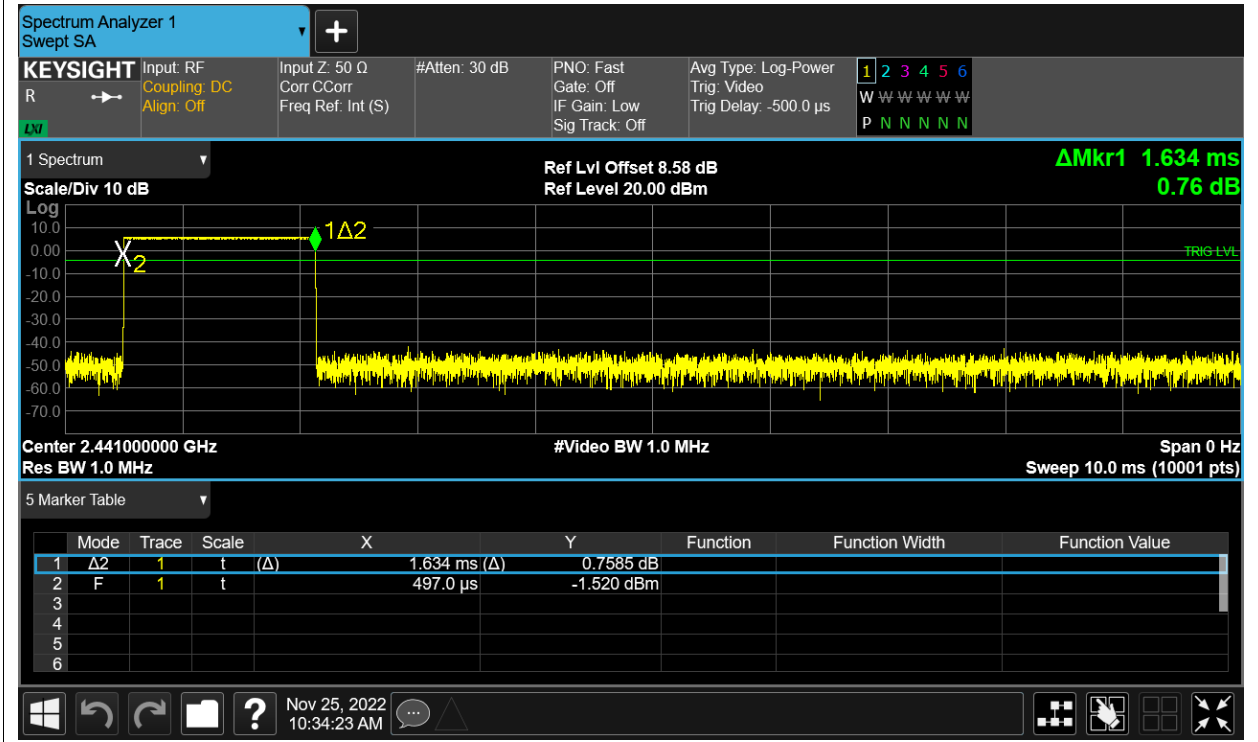 Spectrum Analyzer 1
Swept SA
+
KEYSIGHT Input: RF Input Z: 50 Ω #Atten: 30 dB PNO: Fast Avg Type: Log-Power 1 2 3 4 5 6
R Coupling: DC Corr CCorr Gate: Off Trig: Video W W W W W W
Align: Off Freq Ref: Int (S) IF Gain: Low Trig Delay: -500.0 µs P N N N N N
LXI Sig Track: Off
1 Spectrum Ref Lvl Offset 8.58 dB ΔMkr1 1.634 ms
Scale/Div 10 dB Ref Level 20.00 dBm 0.76 dB
Log
10.0 1Δ2
0.00 X2 TRIG LVL
-10.0
-20.0
-30.0
-40.0
-50.0
-60.0
-70.0
Center 2.441000000 GHz #Video BW 1.0 MHz Span 0 Hz
Res BW 1.0 MHz Sweep 10.0 ms (10001 pts)
5 Marker Table
Mode Trace Scale X Y Function Function Width Function Value
1 Δ2 1 t (Δ) 1.634 ms (Δ) 0.7585 dB
2 F 1 t 497.0 µs -1.520 dBm
3
4
5
6
? Nov 25, 2022
10:34:23 AM